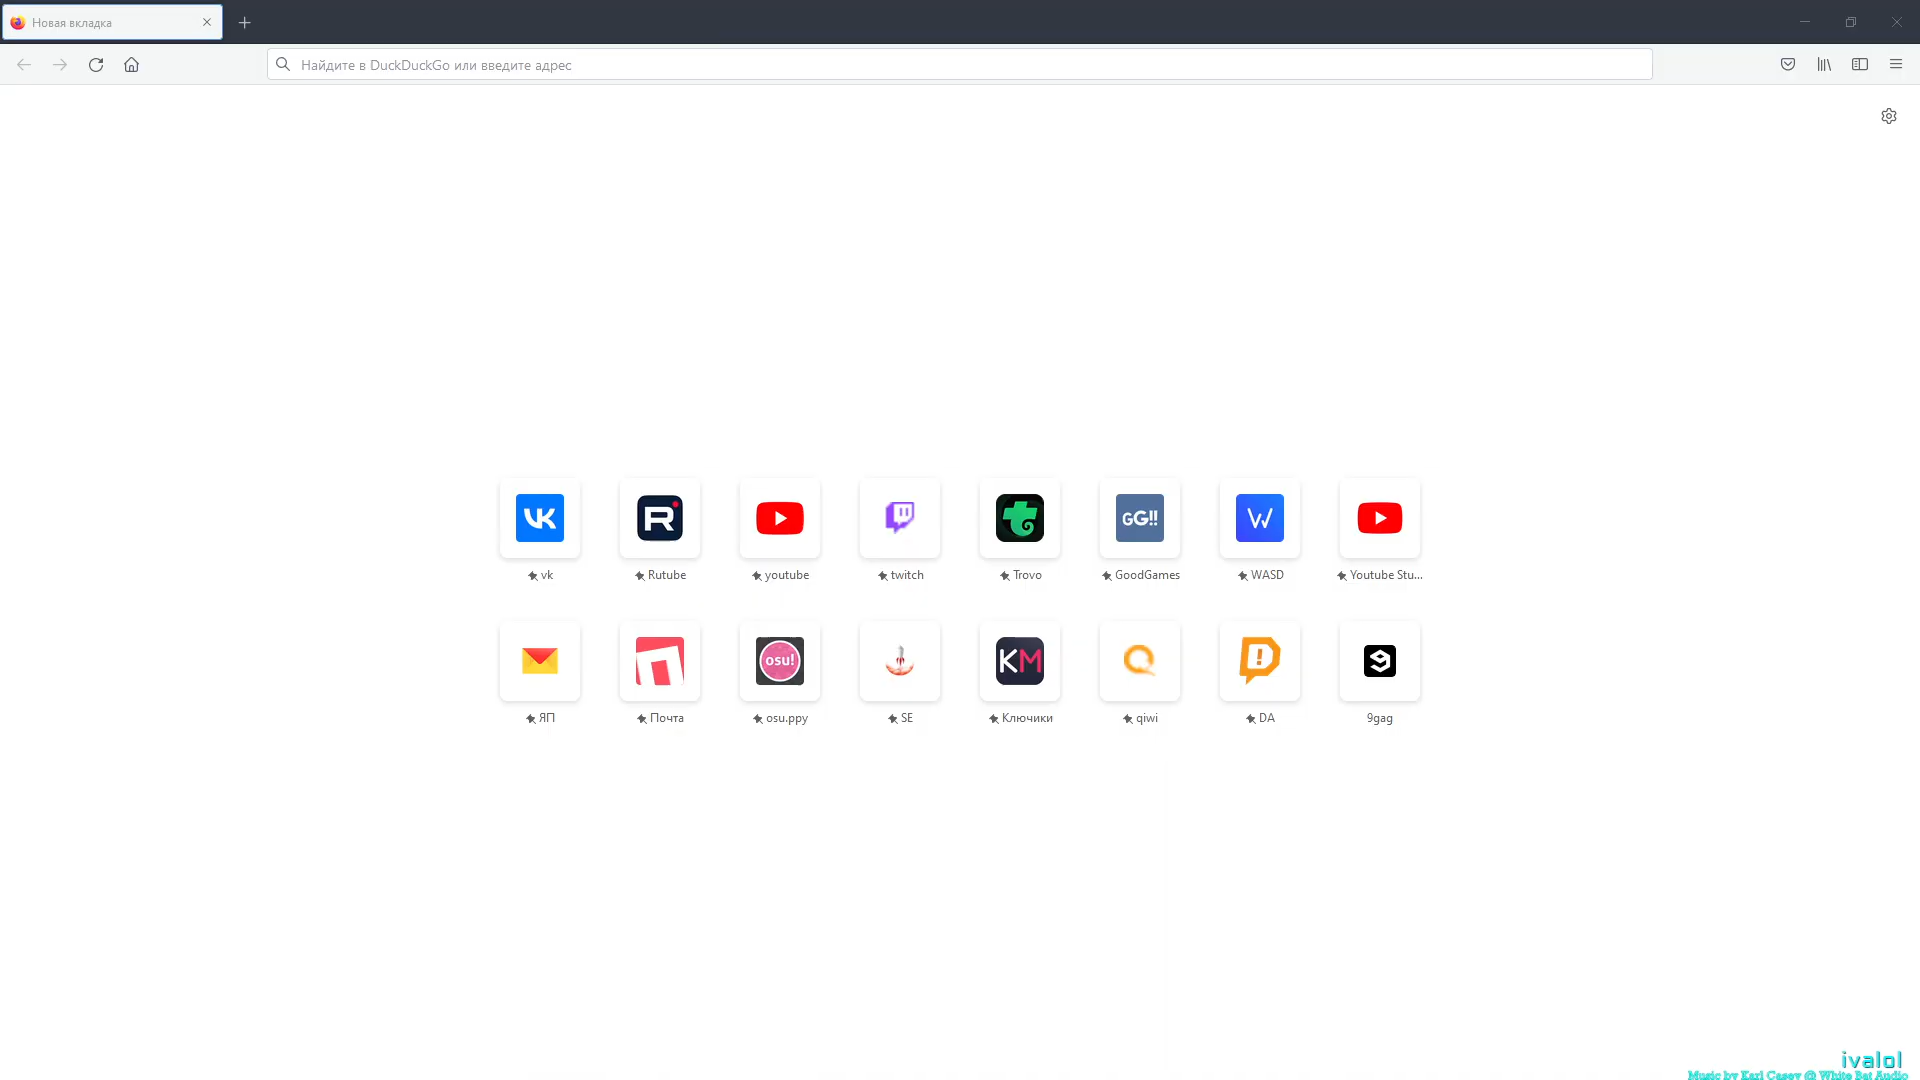 Новая вкладка
Найдите в DuckDuckGo или введите адрес
vk
Rutube
youtube
twitch
Trovo
GG!!
GoodGames
WASD
Youtube Stu...
ЯП
Почта
osu!
osu.ppy
SE
KM
Ключики
qiwi
DA
9gag
ivalol
Music by Karl Casey @ White Bat Audio